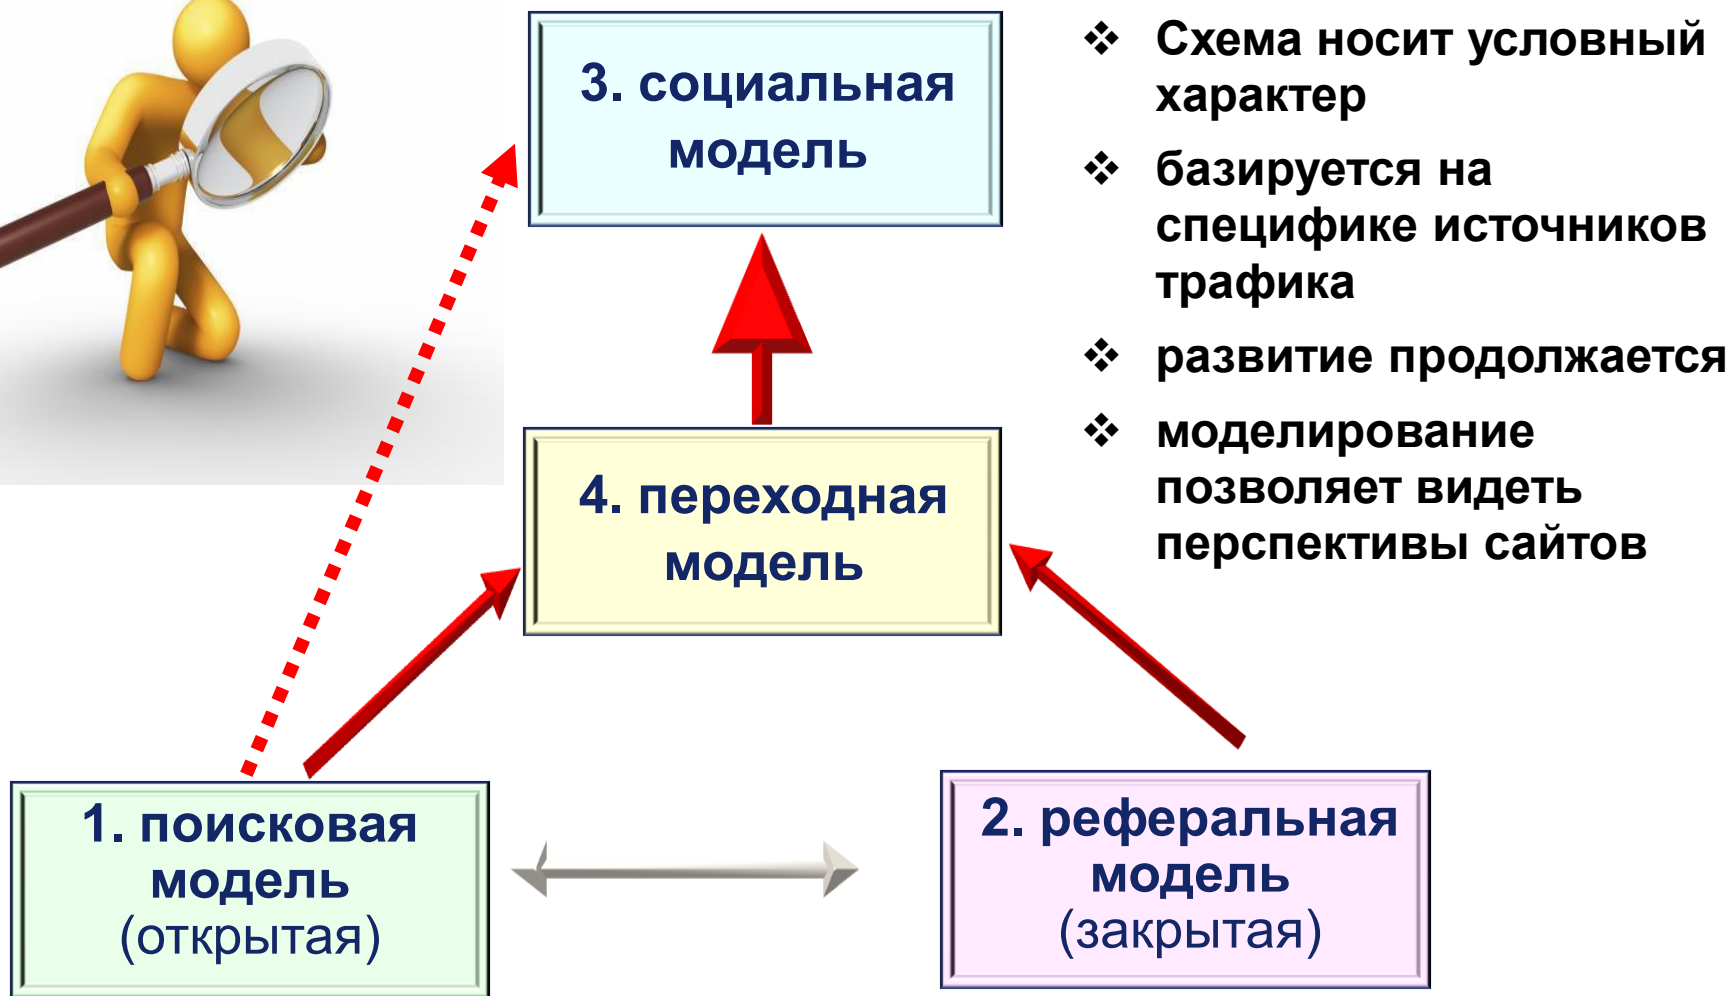 3. социальная
модель
4. переходная
модель
1. поисковая
модель
(открытая)
2. реферальная
модель
(закрытая)
❖ Схема носит условный
характер
❖ базируется на
специфике источников
трафика
❖ развитие продолжается
❖ моделирование
позволяет видеть
перспективы сайтов